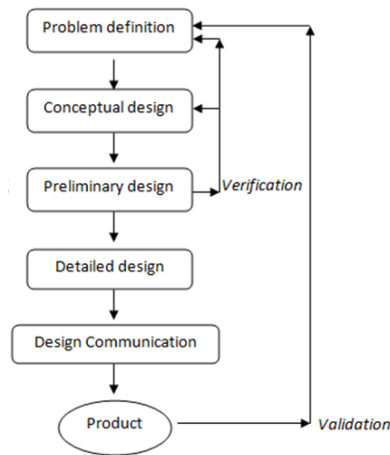 Problem definition
Conceptual design
Preliminary design
Verification
Detailed design
Design Communication
Product
Validation